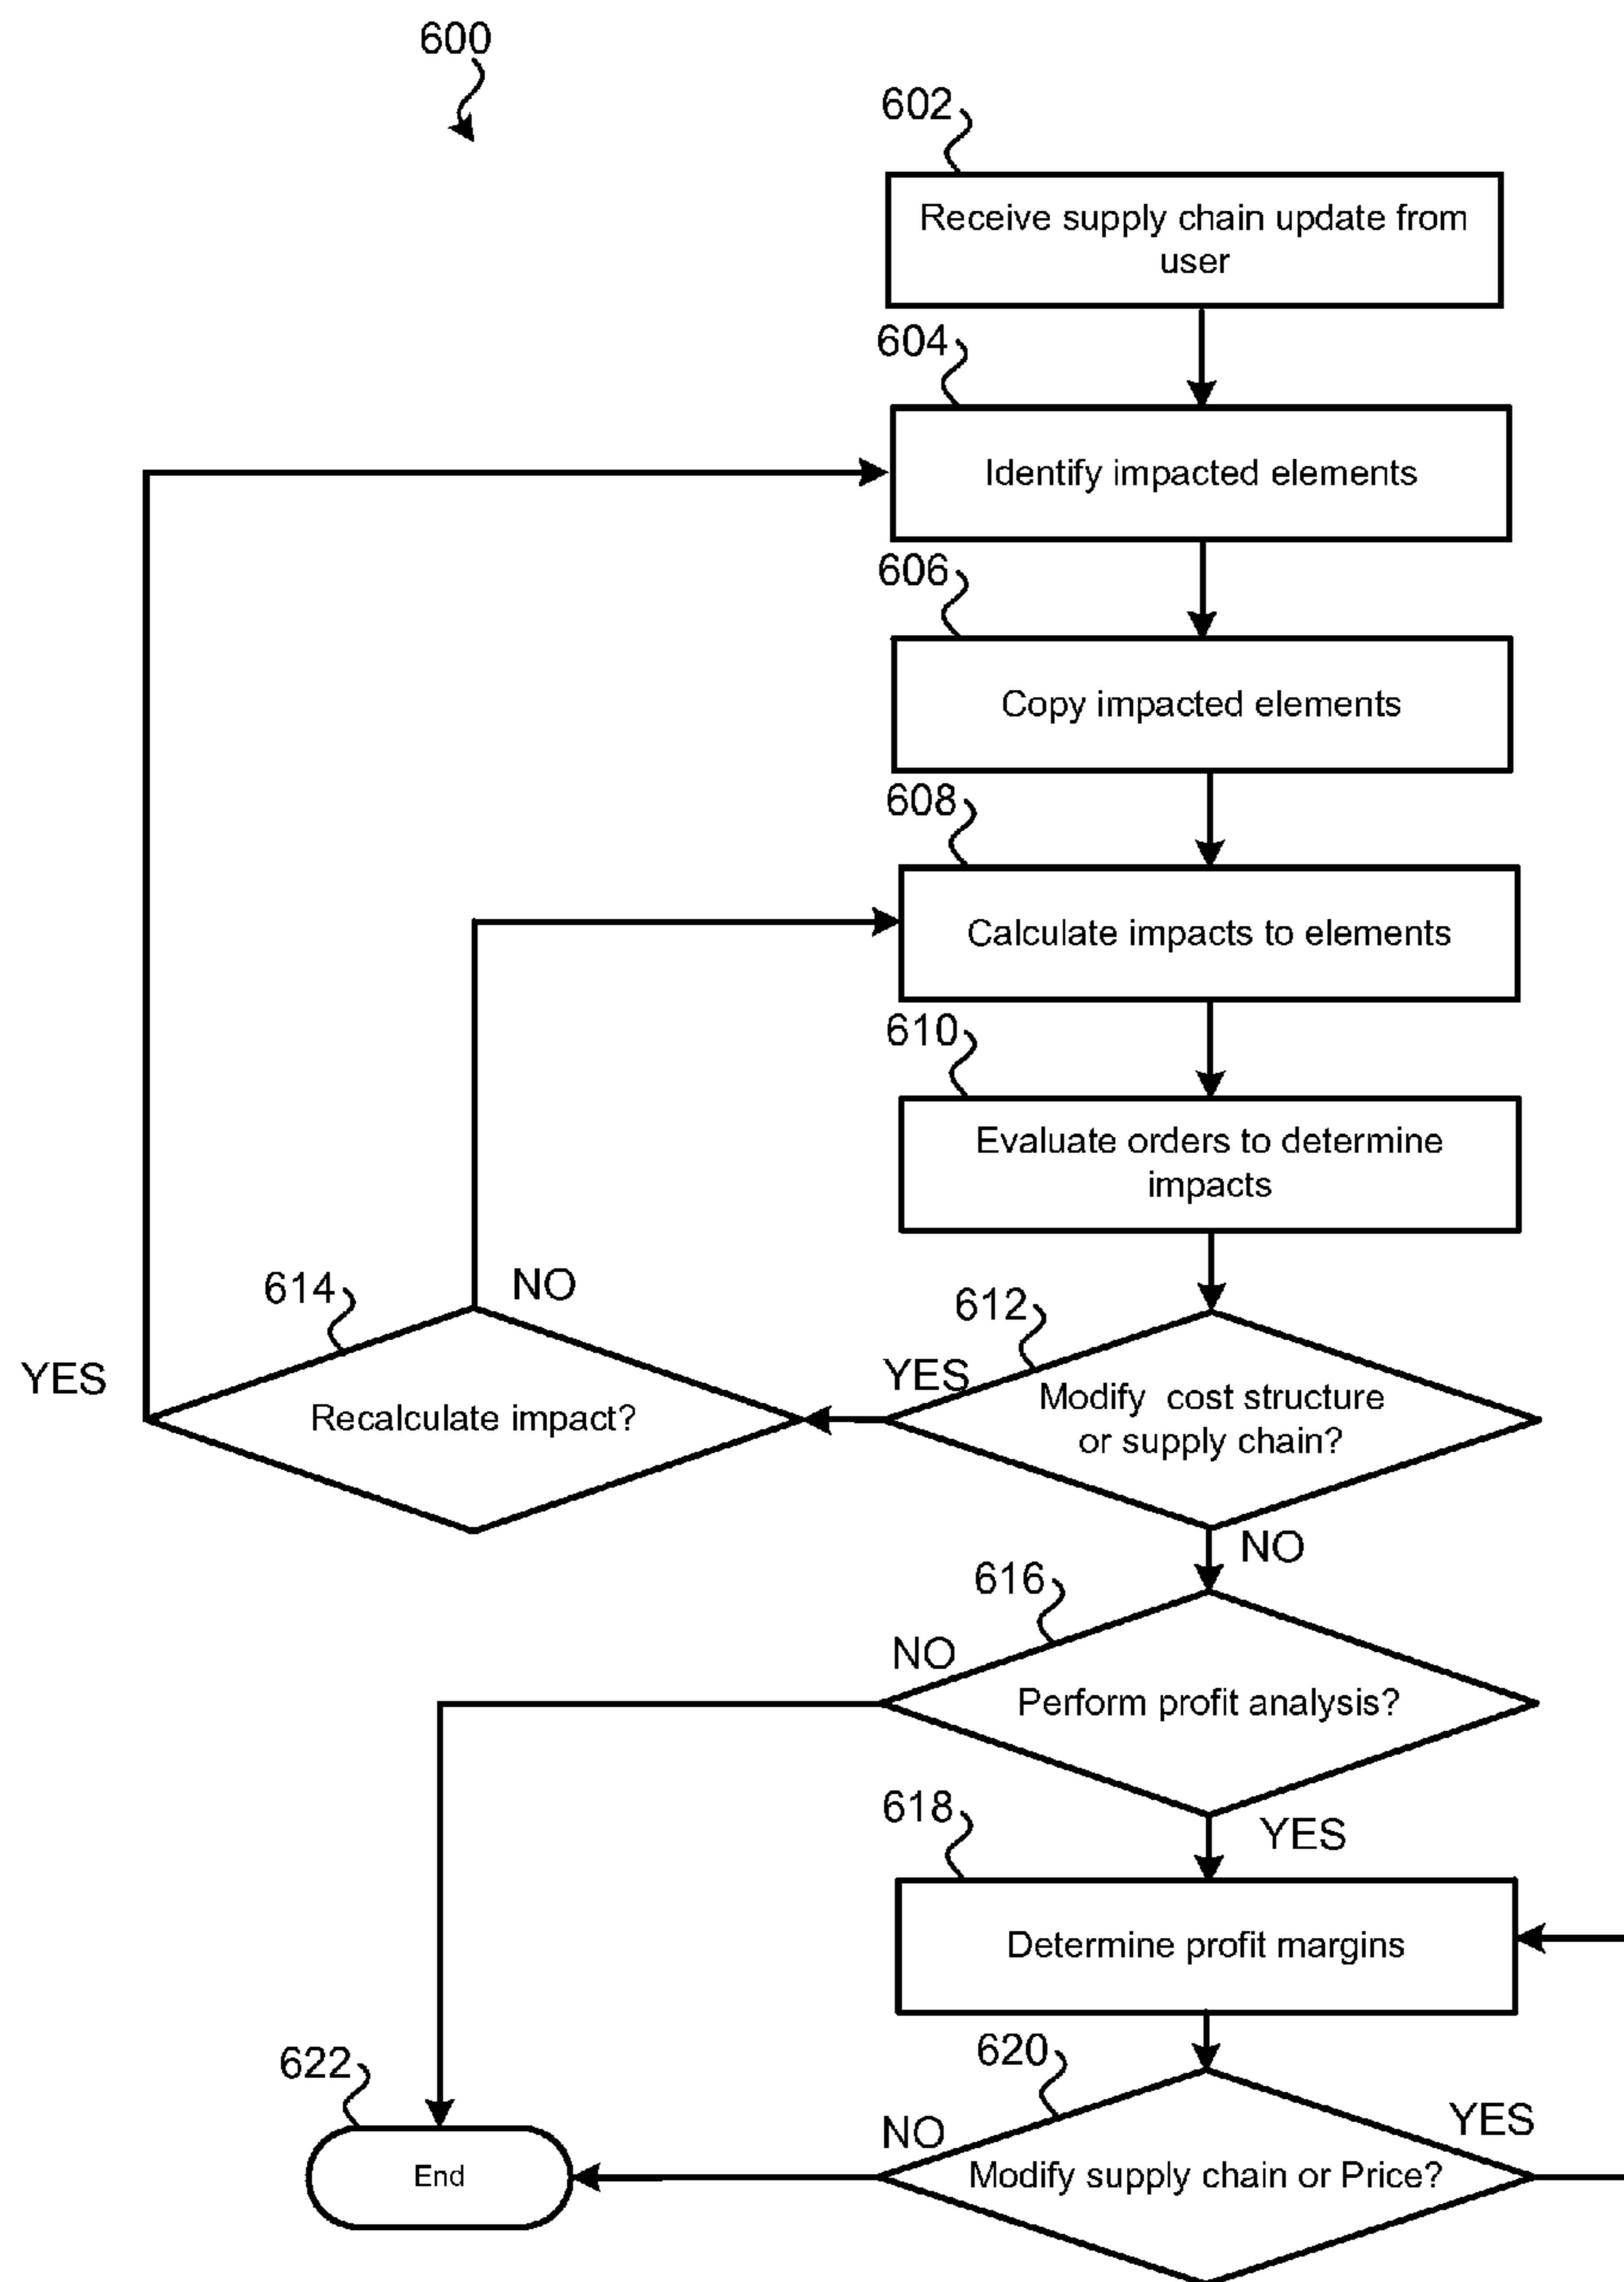 600
602
Receive supply chain update from
user
604
Identify impacted elements
606
Copy impacted elements
608
Calculate impacts to elements
610
Evaluate orders to determine
impacts
614
NO
612
YES
YES
Recalculate impact?
Modify cost structure
or supply chain?
NO
616
NO
Perform profit analysis?
618
YES
Determine profit margins
622
620
NO
YES
End
Modify supply chain or Price?